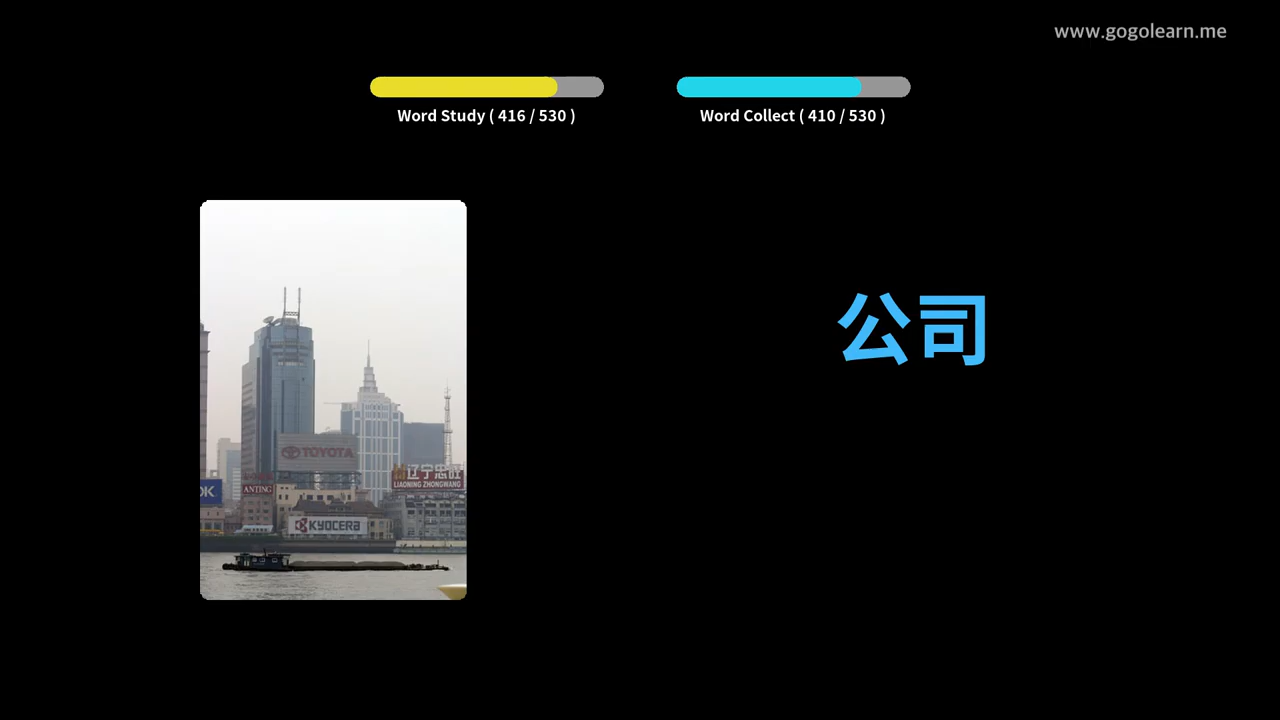 www.gogolearn.me
Word Study ( 416 / 530 )
Word Collect ( 410 / 530 )
公司
TOYOTA
辽宁忠旺
LIAONING ZHONGWANG
OK
ANTING
KYOCERA